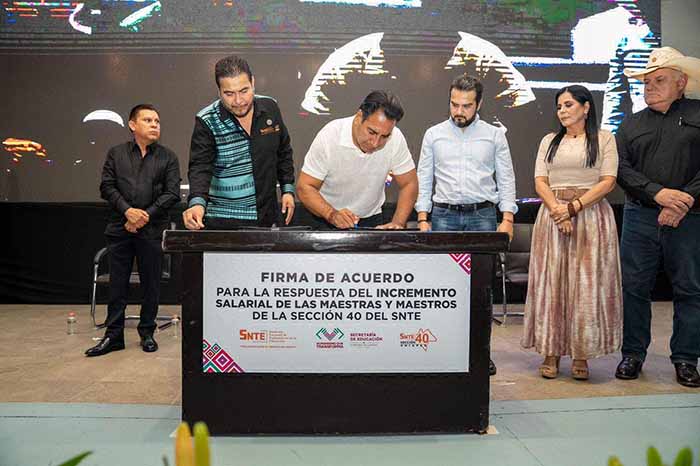 FIRMA DE ACUERDO
PARA LA RESPUESTA DEL INCREMENTO
SALARIAL DE LAS MAESTRAS Y MAESTROS
DE LA SECCIÓN 40 DEL SNTE
SNTE
SECRETARÍA
DE EDUCACIÓN
SNTE 40